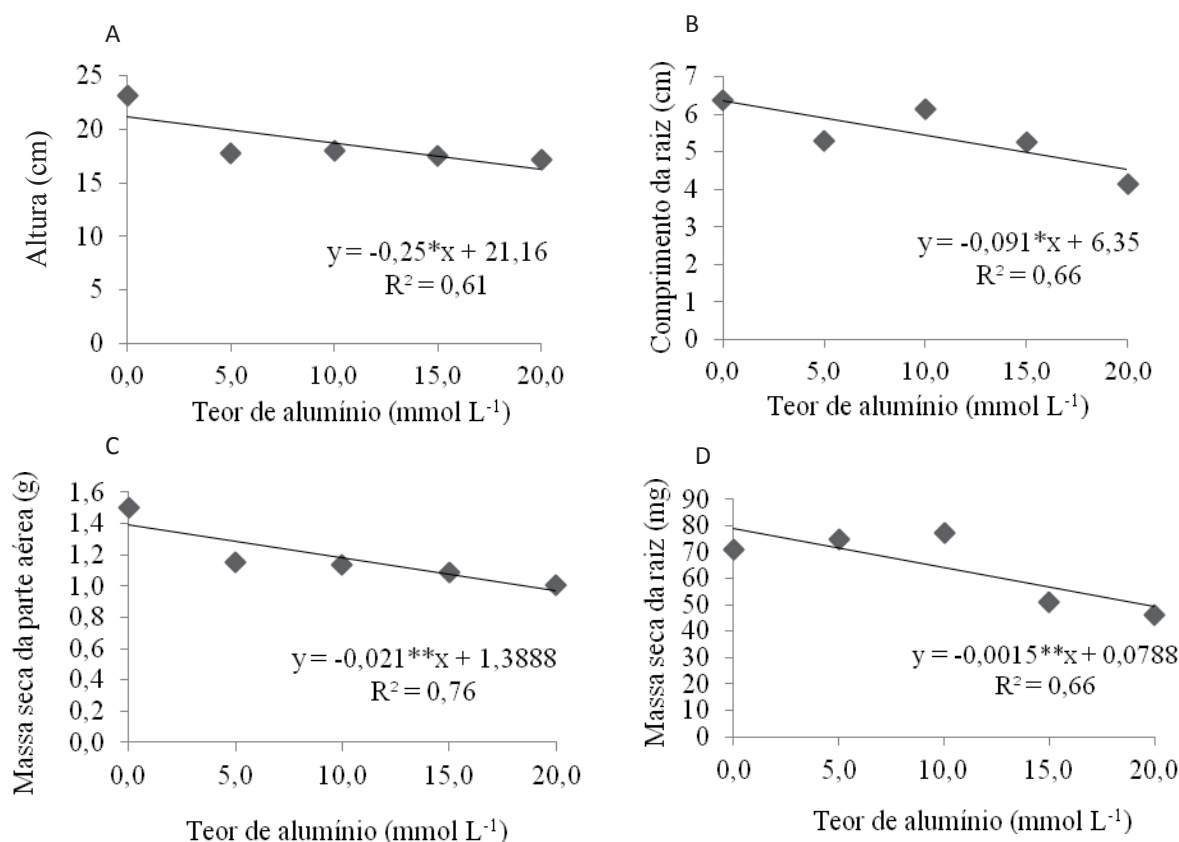 A
Altura (cm)
25
20
15
10
5
0
y = -0,25*x + 21,16
R² = 0,61
0,0 5,0 10,0 15,0 20,0
Teor de alumínio (mmol L⁻¹)
B
Comprimento da raiz (cm)
7
6
5
4
3
2
1
0
y = -0,091*x + 6,35
R² = 0,66
0,0 5,0 10,0 15,0 20,0
Teor de alumínio (mmol L⁻¹)
C
Massa seca da parte aérea (g)
1,6
1,4
1,2
1,0
0,8
0,6
0,4
0,2
0,0
y = -0,021**x + 1,3888
R² = 0,76
0,0 5,0 10,0 15,0 20,0
Teor de alumínio (mmol L⁻¹)
D
Massa seca da raiz (mg)
90
80
70
60
50
40
30
20
10
0
y = -0,0015**x + 0,0788
R² = 0,66
0,0 5,0 10,0 15,0 20,0
Teor de alumínio (mmol L⁻¹)